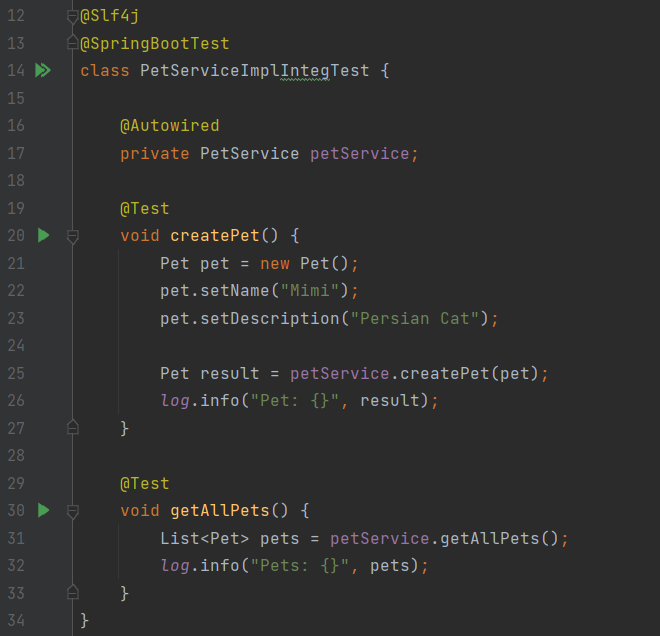 12 @Slf4j
13 @SpringBootTest
14 class PetServiceImplIntegTest {
15
16     @Autowired
17     private PetService petService;
18
19     @Test
20     void createPet() {
21         Pet pet = new Pet();
22         pet.setName("Mimi");
23         pet.setDescription("Persian Cat");
24
25         Pet result = petService.createPet(pet);
26         log.info("Pet: {}", result);
27     }
28
29     @Test
30     void getAllPets() {
31         List<Pet> pets = petService.getAllPets();
32         log.info("Pets: {}", pets);
33     }
34 }